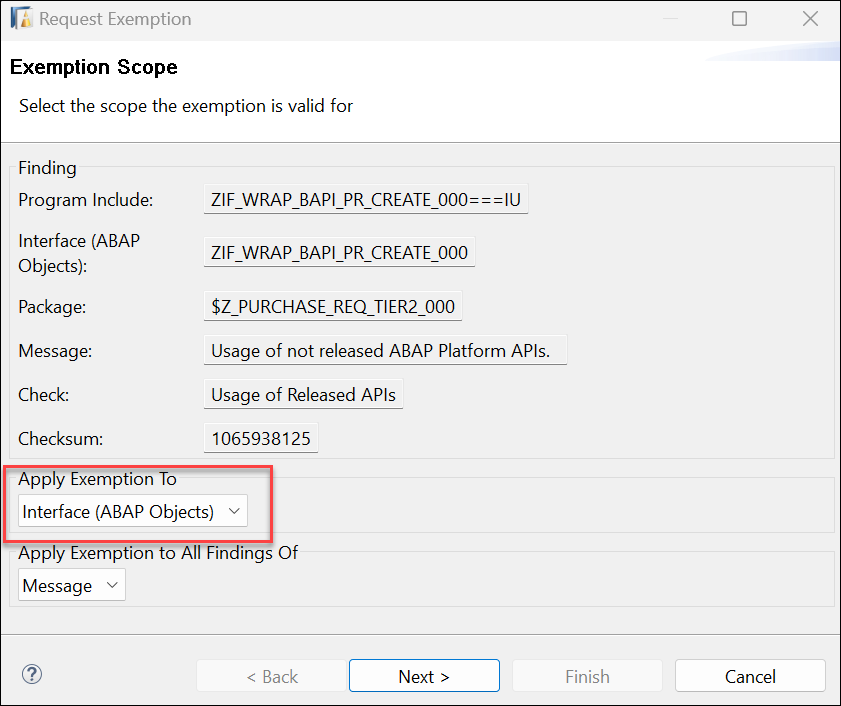 Request Exemption
Exemption Scope
Select the scope the exemption is valid for
Finding
Program Include: ZIF_WRAP_BAPI_PR_CREATE_000===IU
Interface (ABAP
Objects): ZIF_WRAP_BAPI_PR_CREATE_000
Package: $Z_PURCHASE_REQ_TIER2_000
Message: Usage of not released ABAP Platform APIs.
Check: Usage of Released APIs
Checksum: 1065938125
Apply Exemption To
Interface (ABAP Objects)
Apply Exemption to All Findings Of
Message
? < Back Next > Finish Cancel